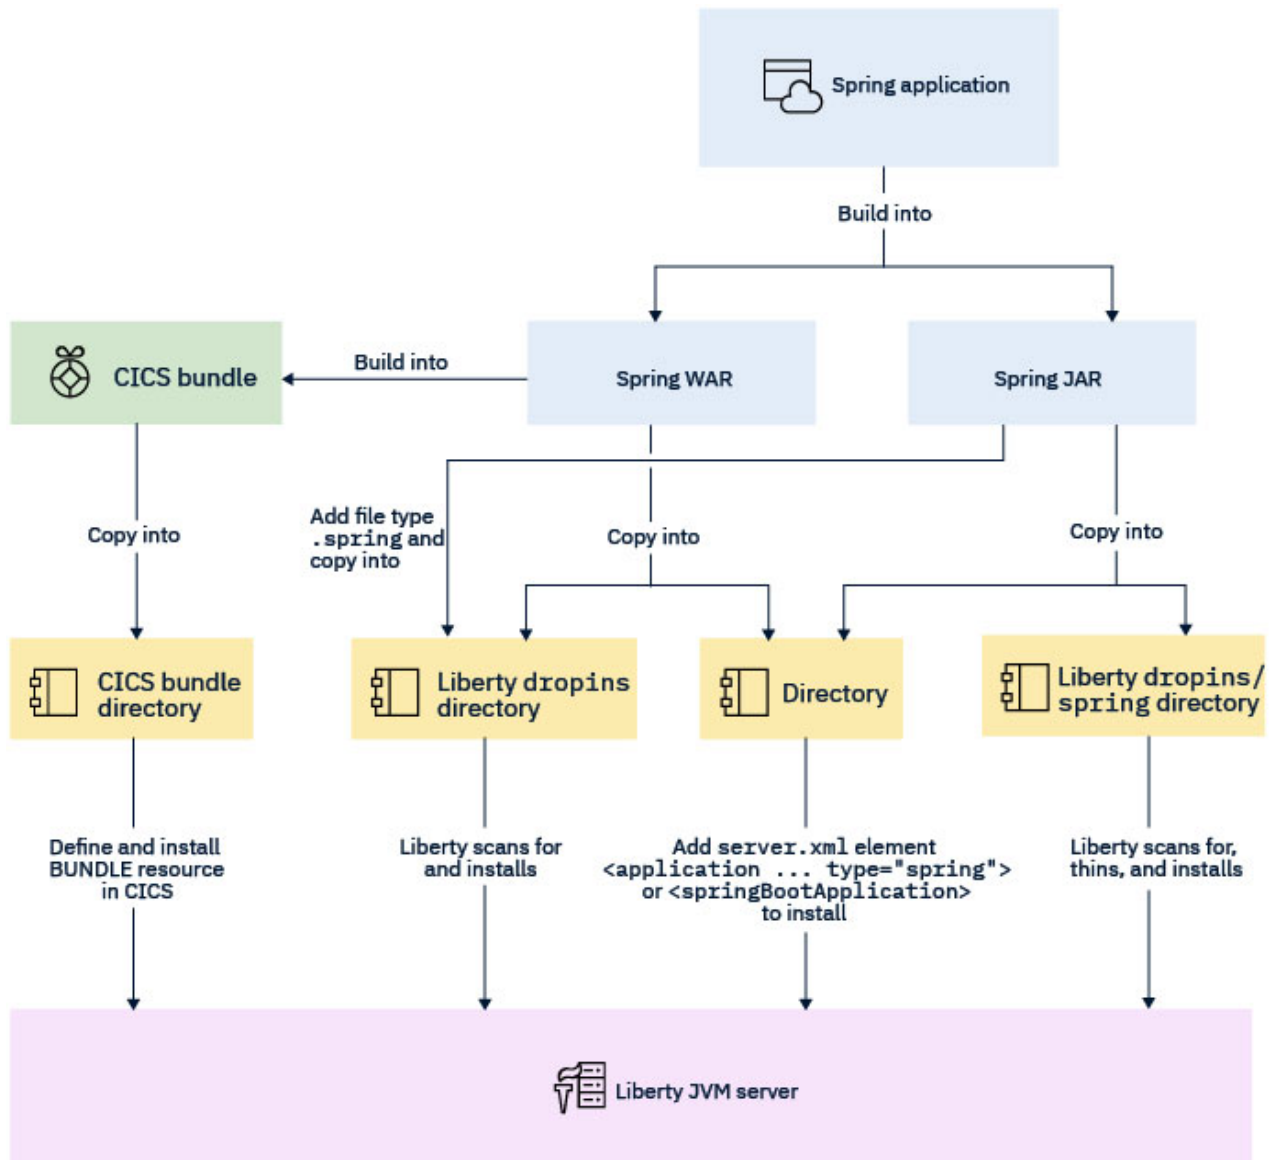 Spring application
Build into
CICS bundle
Build into
Spring WAR
Spring JAR
Copy into
Add file type
.spring and
copy into
Copy into
Copy into
CICS bundle
directory
Liberty dropins
directory
Directory
Liberty dropins/
spring directory
Define and install
BUNDLE resource
in CICS
Liberty scans for
and installs
Add server.xml element
<application ... type="spring">
or <springBootApplication>
to install
Liberty scans for,
thins, and installs
Liberty JVM server